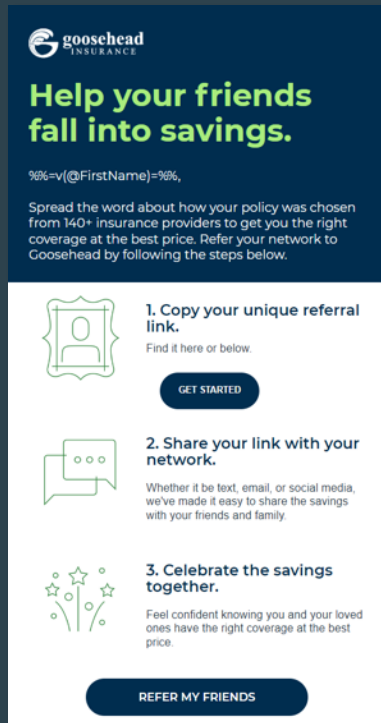 goosehead
INSURANCE
Help your friends
fall into savings.
%%=v(@FirstName)=%%,
Spread the word about how your policy was chosen
from 140+ insurance providers to get you the right
coverage at the best price. Refer your network to
Goosehead by following the steps below.
1. Copy your unique referral
link.
Find it here or below.
GET STARTED
2. Share your link with your
network.
Whether it be text, email, or social media,
we've made it easy to share the savings
with your friends and family.
3. Celebrate the savings
together.
Feel confident knowing you and your loved
ones have the right coverage at the best
price.
REFER MY FRIENDS